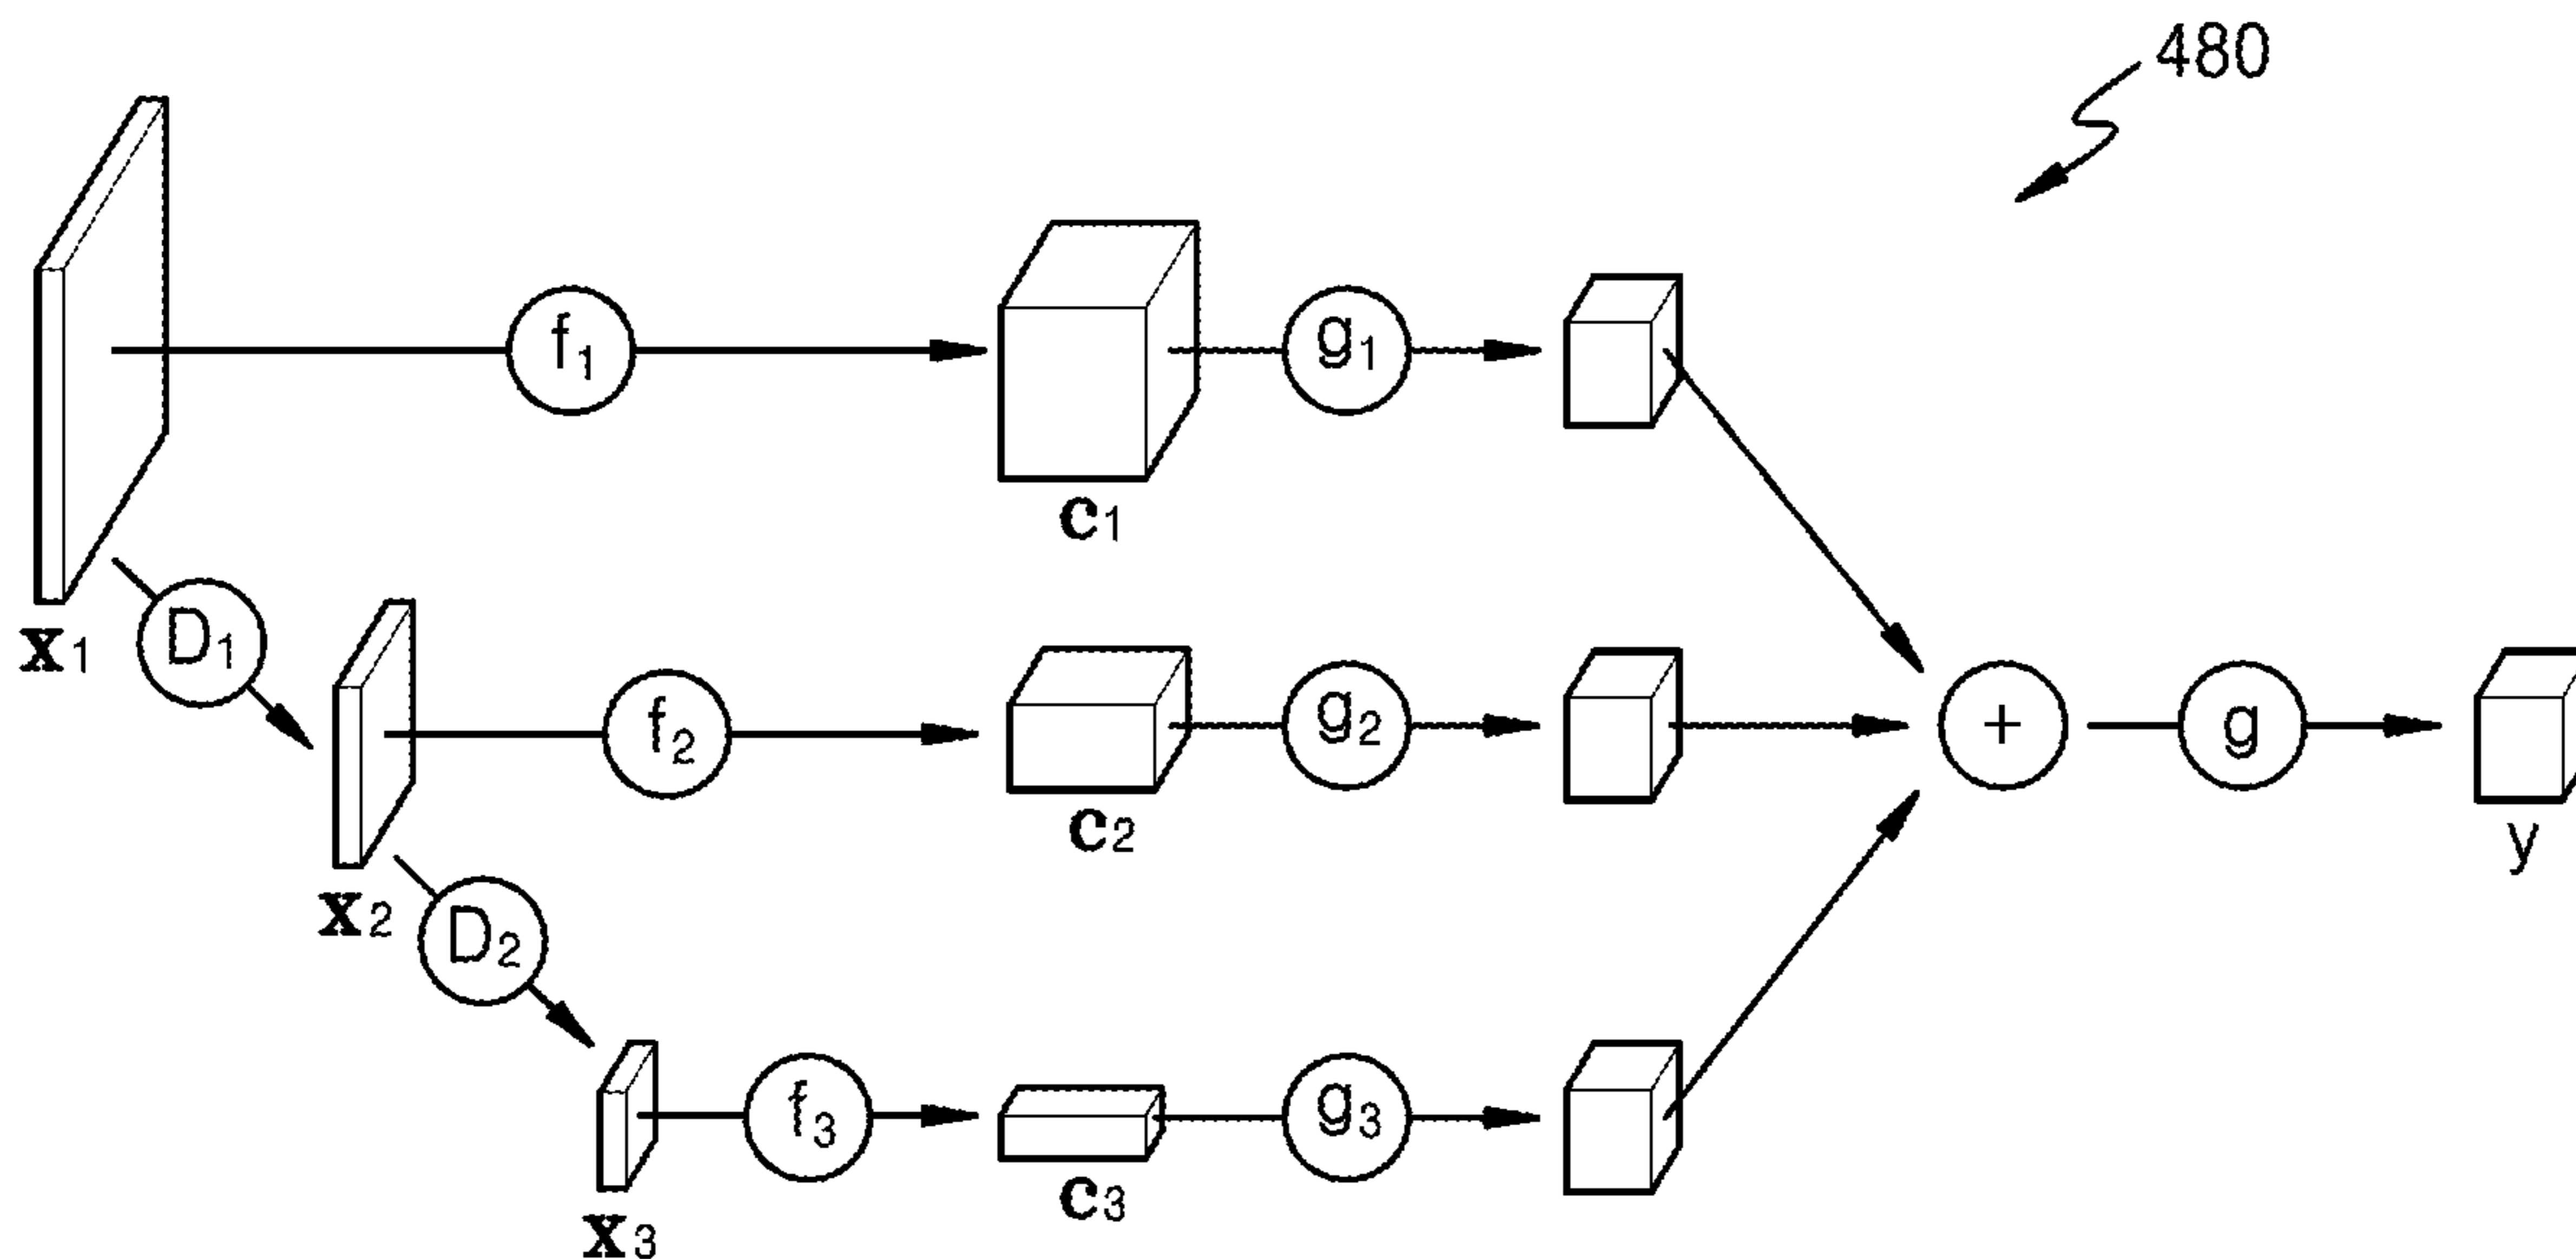 480
f₁
g₁
c₁
x₁
D₁
f₂
g₂
+
g
c₂
y
x₂
D₂
f₃
g₃
c₃
x₃